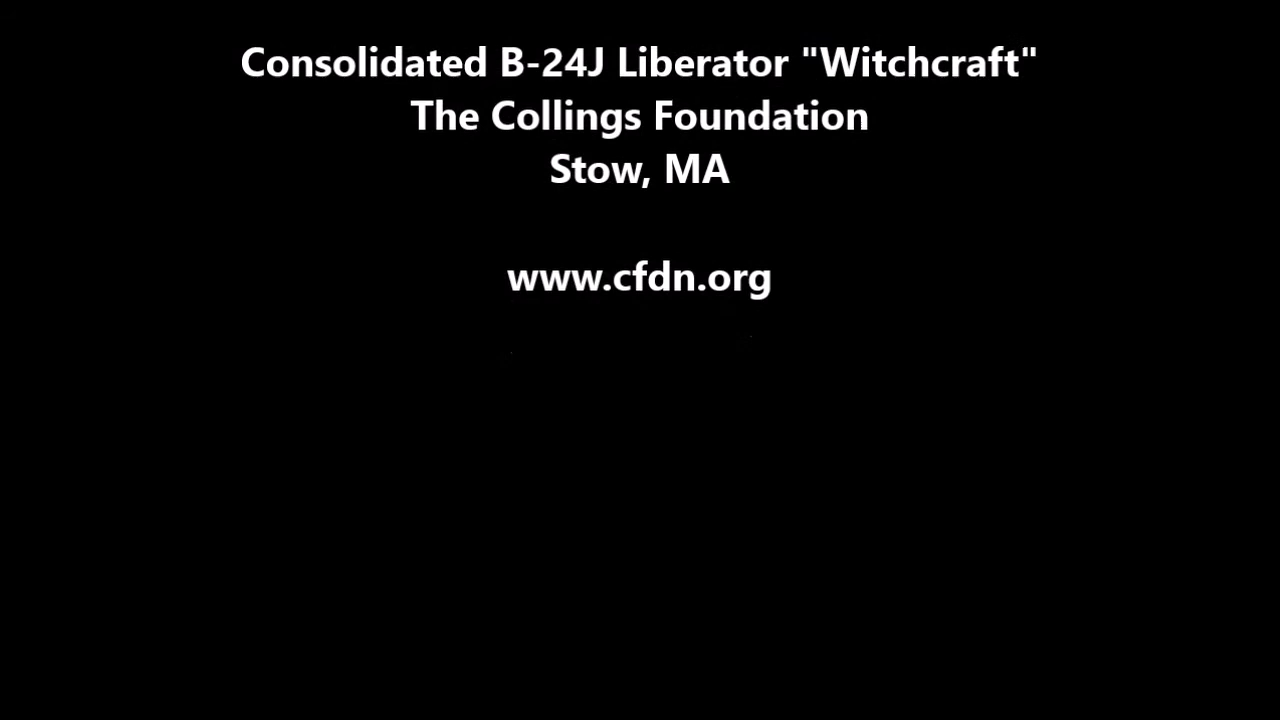 Consolidated B-24J Liberator "Witchcraft"
The Collings Foundation
Stow, MA
www.cfdn.org